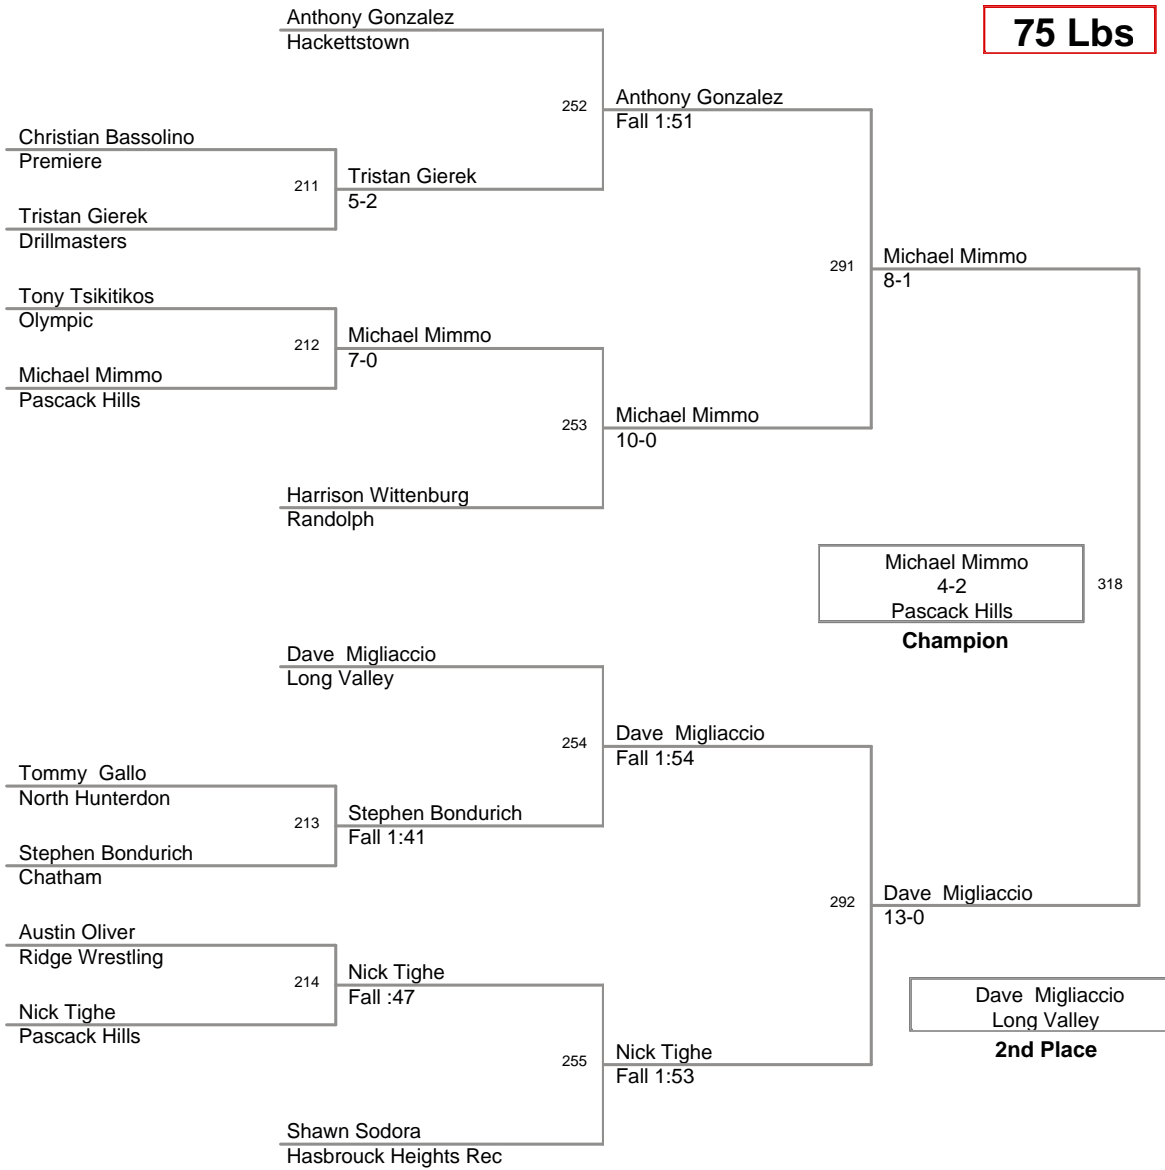 Anthony Gonzalez
Hackettstown
75 Lbs
252
Anthony Gonzalez
Fall 1:51
Christian Bassolino
Premiere
211
Tristan Gierek
5-2
Tristan Gierek
Drillmasters
291
Michael Mimmo
8-1
Tony Tsikitikos
Olympic
212
Michael Mimmo
7-0
Michael Mimmo
Pascack Hills
253
Michael Mimmo
10-0
Harrison Wittenburg
Randolph
Michael Mimmo
4-2
Pascack Hills
318
Champion
Dave  Migliaccio
Long Valley
254
Dave  Migliaccio
Fall 1:54
Tommy  Gallo
North Hunterdon
213
Stephen Bondurich
Fall 1:41
Stephen Bondurich
Chatham
292
Dave  Migliaccio
13-0
Austin Oliver
Ridge Wrestling
214
Nick Tighe
Fall :47
Nick Tighe
Pascack Hills
Dave  Migliaccio
Long Valley
2nd Place
255
Nick Tighe
Fall 1:53
Shawn Sodora
Hasbrouck Heights Rec